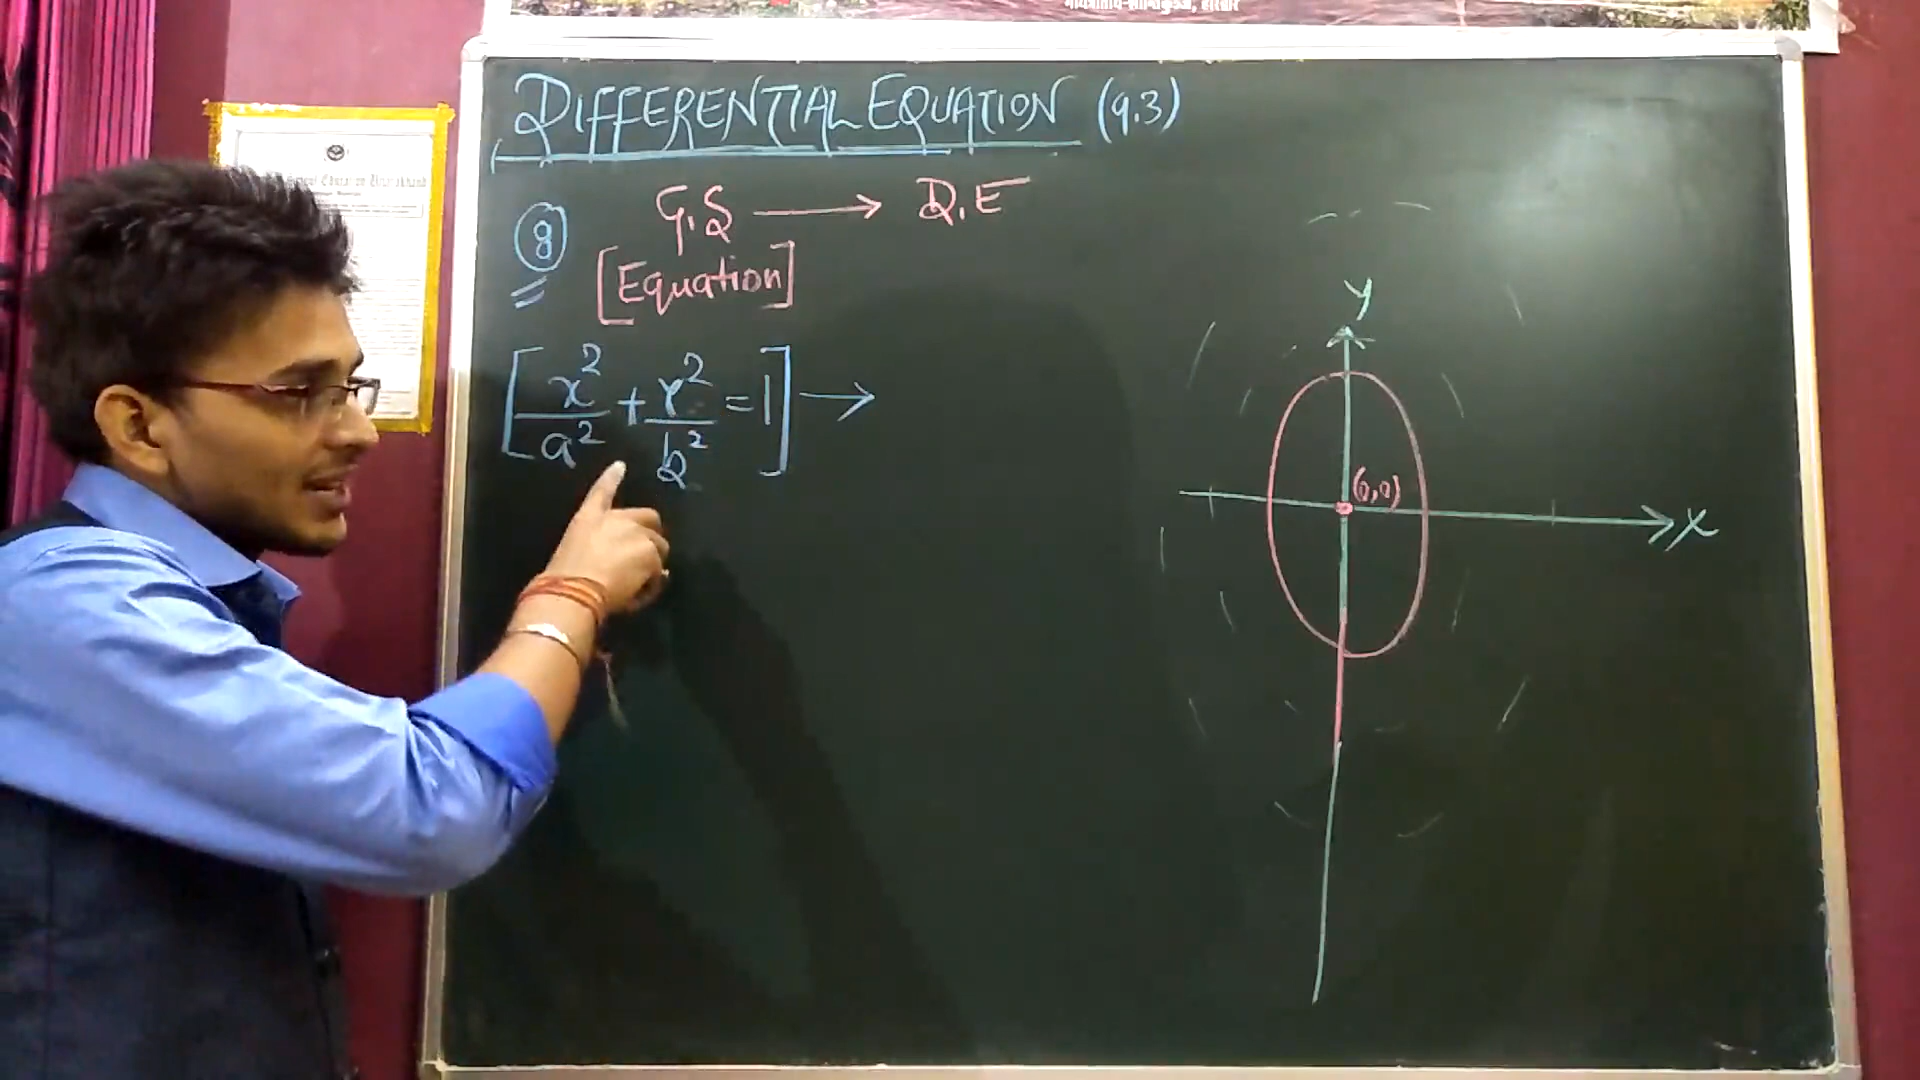 DIFFERENTIAL EQUATION (9.3)
8
G.S → D.E
[Equation]
[x²/a² + y²/b² = 1] →
y
(0,0)
x